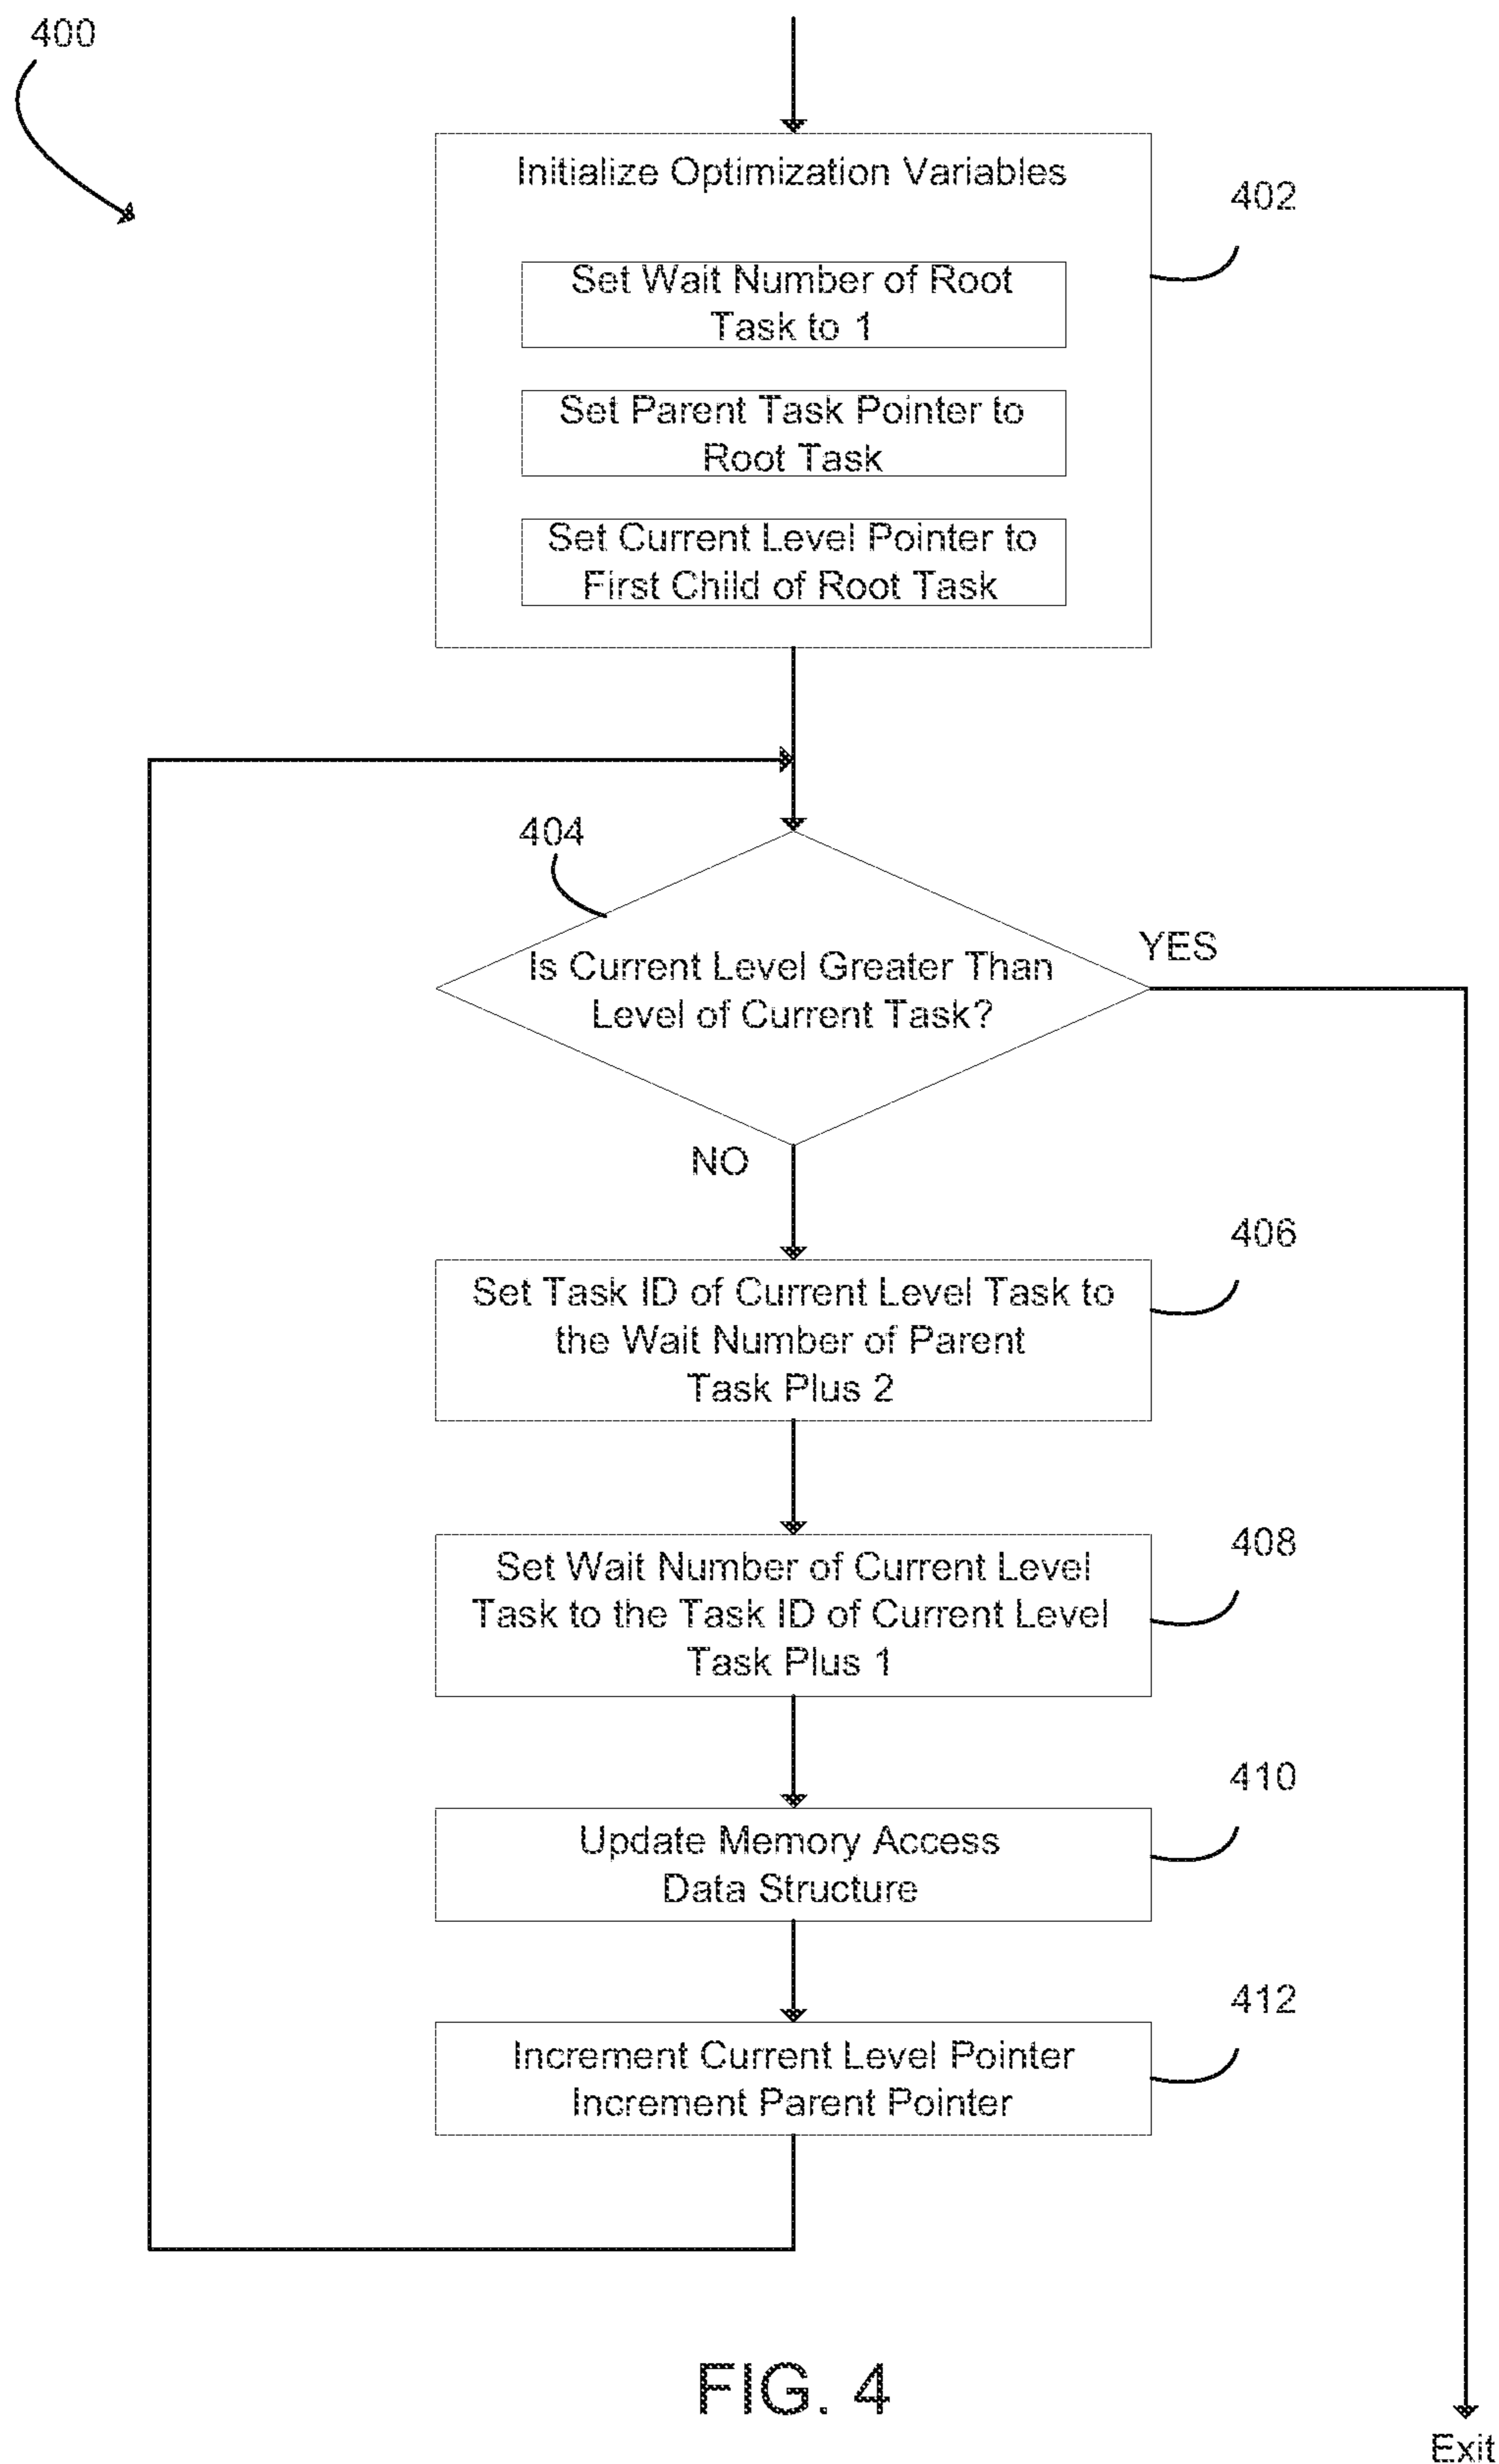 400
Initialize Optimization Variables
402
Set Wait Number of Root
Task to 1
Set Parent Task Pointer to
Root Task
Set Current Level Pointer to
First Child of Root Task
404
Is Current Level Greater Than
Level of Current Task?
YES
NO
406
Set Task ID of Current Level Task to
the Wait Number of Parent
Task Plus 2
408
Set Wait Number of Current Level
Task to the Task ID of Current Level
Task Plus 1
410
Update Memory Access
Data Structure
412
Increment Current Level Pointer
Increment Parent Pointer
FIG. 4
Exit